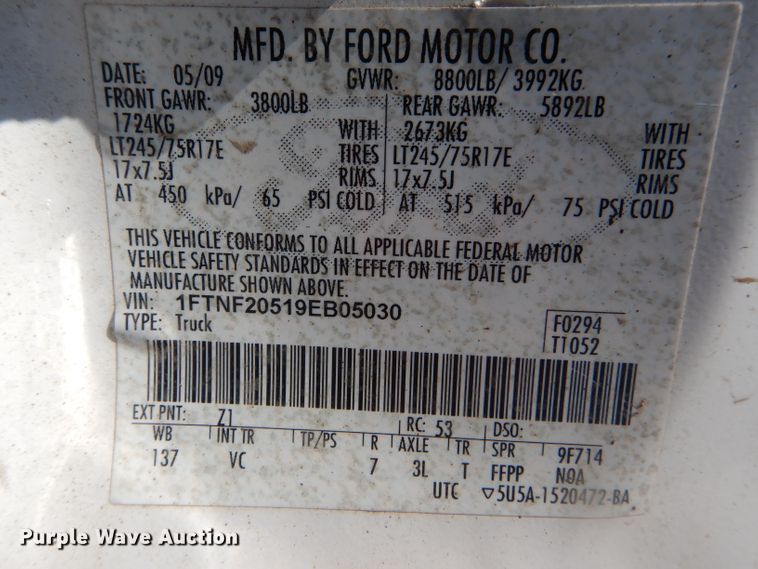 MFD. BY FORD MOTOR CO.
DATE: 05/09 GVWR: 8800LB/ 3992KG
FRONT GAWR: 3800LB REAR GAWR: 5892LB
1724KG WITH 2673KG WITH
LT245/75R17E TIRES LT245/75R17E TIRES
17x7.5J RIMS 17x7.5J RIMS
AT 450 kPa/ 65 PSI COLD AT 515 kPa/ 75 PSI COLD
THIS VEHICLE CONFORMS TO ALL APPLICABLE FEDERAL MOTOR
VEHICLE SAFETY STANDARDS IN EFFECT ON THE DATE OF
MANUFACTURE SHOWN ABOVE.
VIN: 1FTNF20519EB05030
TYPE: Truck F0294
T1052
EXT PNT: Z1 RC: 53 DSO:
WB INT TR TP/PS R AXLE TR SPR 9F714
137 VC 7 3L T FFPP N0A
UTC ▽5U5A-1520472-BA
Purple Wave Auction